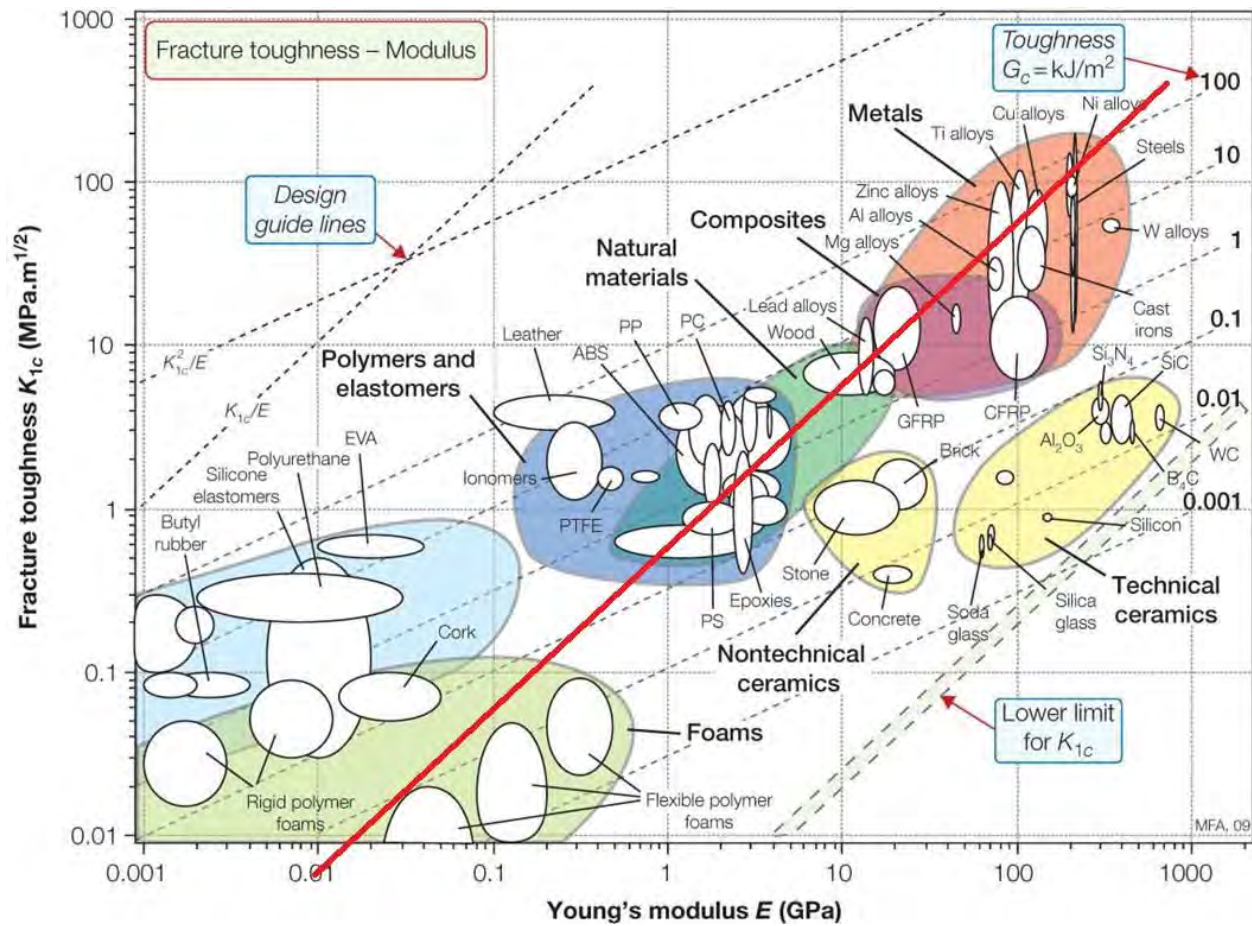 1000
Fracture toughness – Modulus
Toughness
G_c = kJ/m²
100
Metals
Cu alloys
Ni alloys
Ti alloys
Steels
10
100
Design
guide lines
Zinc alloys
Composites
Al alloys
W alloys
Natural
materials
Mg alloys
1
Lead alloys
Cast
irons
PP
PC
Wood
Leather
0.1
10
ABS
Polymers and
elastomers
K²₁c/E
Si₃N₄
SiC
K₁c/E
GFRP
CFRP
0.01
EVA
Al₂O₃
Polyurethane
Brick
WC
Silicone
elastomers
Ionomers
B₄C
0.001
1
PTFE
Silicon
Butyl
rubber
Stone
Technical
ceramics
Epoxies
PS
Concrete
Soda
glass
Silica
glass
Cork
Nontechnical
ceramics
0.1
Lower limit
for K₁c
Foams
Rigid polymer
foams
Flexible polymer
foams
0.01
MFA, 09
0.001
0.01
0.1
1
10
100
1000
Young's modulus E (GPa)
Fracture toughness K₁c (MPa.m^1/2)